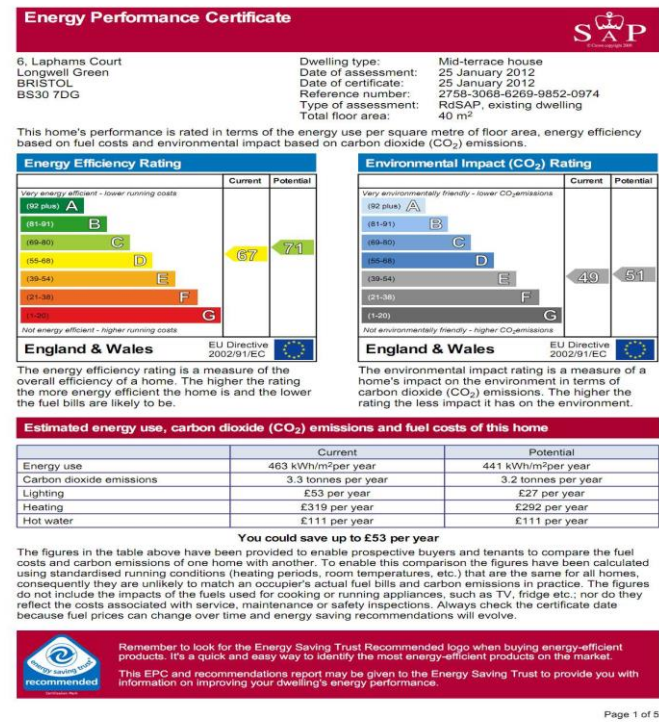 Energy Performance Certificate
SAP
6, Laphams Court
Longwell Green
BRISTOL
BS30 7DG
Dwelling type: Mid-terrace house
Date of assessment: 25 January 2012
Date of certificate: 25 January 2012
Reference number: 2758-3068-6269-9852-0974
Type of assessment: RdSAP, existing dwelling
Total floor area: 40 m²
This home's performance is rated in terms of the energy use per square metre of floor area, energy efficiency
based on fuel costs and environmental impact based on carbon dioxide (CO₂) emissions.
Energy Efficiency Rating
Current Potential
Very energy efficient - lower running costs
(92 plus) A
(81-91) B
(69-80) C
(55-68) D
(39-54) E
(21-38) F
(1-20) G
67 71
Not energy efficient - higher running costs
England & Wales
EU Directive
2002/91/EC
Environmental Impact (CO₂) Rating
Current Potential
Very environmentally friendly - lower CO₂emissions
(92 plus) A
(81-91) B
(69-80) C
(55-68) D
(39-54) E
(21-38) F
(1-20) G
49 51
Not environmentally friendly - higher CO₂emissions
England & Wales
EU Directive
2002/91/EC
The energy efficiency rating is a measure of the
overall efficiency of a home. The higher the rating
the more energy efficient the home is and the lower
the fuel bills are likely to be.
The environmental impact rating is a measure of a
home's impact on the environment in terms of
carbon dioxide (CO₂) emissions. The higher the
rating the less impact it has on the environment.
Estimated energy use, carbon dioxide (CO₂) emissions and fuel costs of this home
Current Potential
Energy use 463 kWh/m²per year 441 kWh/m²per year
Carbon dioxide emissions 3.3 tonnes per year 3.2 tonnes per year
Lighting £53 per year £27 per year
Heating £319 per year £292 per year
Hot water £111 per year £111 per year
You could save up to £53 per year
The figures in the table above have been provided to enable prospective buyers and tenants to compare the fuel
costs and carbon emissions of one home with another. To enable this comparison the figures have been calculated
using standardised running conditions (heating periods, room temperatures, etc.) that are the same for all homes,
consequently they are unlikely to match an occupier's actual fuel bills and carbon emissions in practice. The figures
do not include the impacts of the fuels used for cooking or running appliances, such as TV, fridge etc.; nor do they
reflect the costs associated with service, maintenance or safety inspections. Always check the certificate date
because fuel prices can change over time and energy saving recommendations will evolve.
energy saving trust
recommended
Certification Mark
Remember to look for the Energy Saving Trust Recommended logo when buying energy-efficient
products. It's a quick and easy way to identify the most energy-efficient products on the market.
This EPC and recommendations report may be given to the Energy Saving Trust to provide you with
information on improving your dwelling's energy performance.
Page 1 of 5